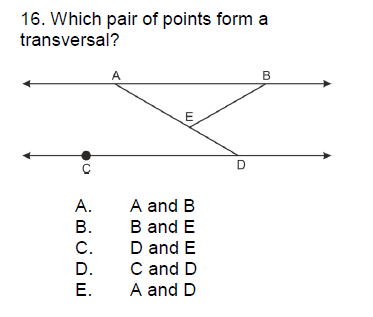 16. Which pair of points form a
transversal?
A
B
E
C
D
A. A and B
B. B and E
C. D and E
D. C and D
E. A and D